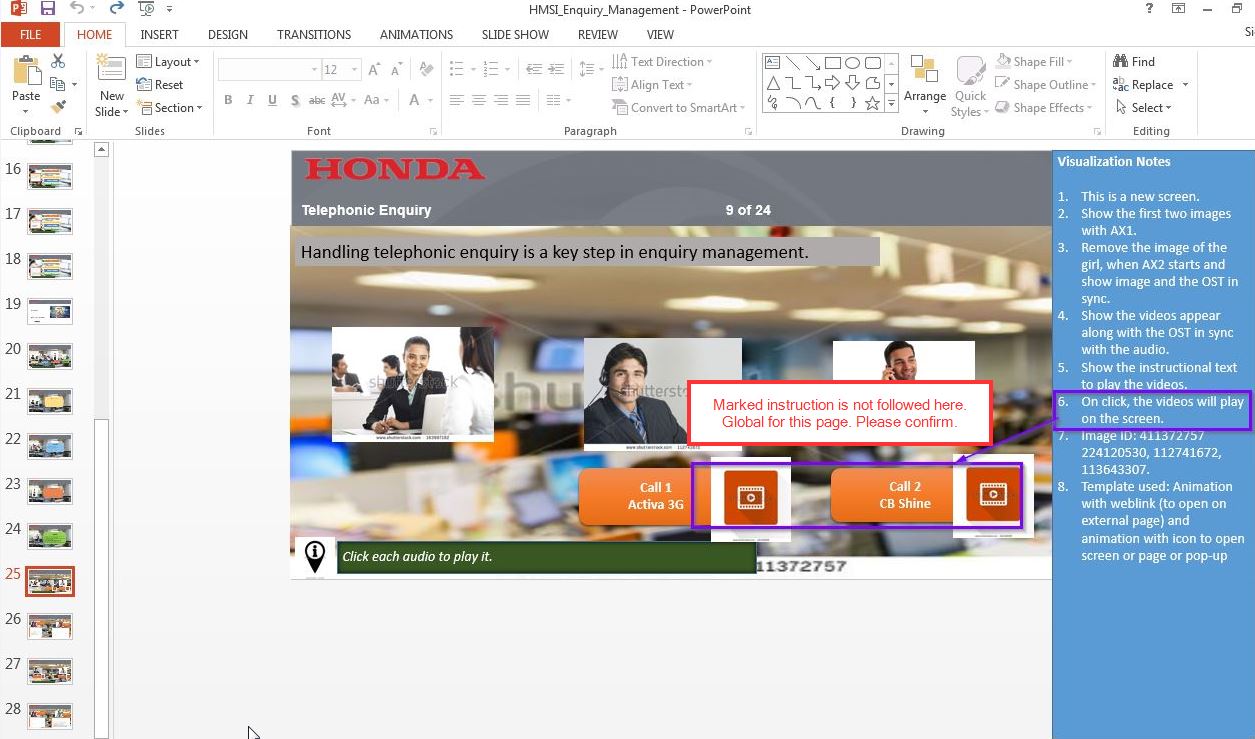 HMSI_Enquiry_Management - PowerPoint
FILE
HOME
INSERT
DESIGN
TRANSITIONS
ANIMATIONS
SLIDE SHOW
REVIEW
VIEW
Si
Paste
New
Slide
Layout
Reset
Section
12
B I U S abc AV Aa A
Text Direction
Align Text
Convert to SmartArt
Arrange
Quick
Styles
Shape Fill
Shape Outline
Shape Effects
Find
Replace
Select
Clipboard
Slides
Font
Paragraph
Drawing
Editing
16
17
18
19
20
21
22
23
24
25
26
27
28
HONDA
Telephonic Enquiry
9 of 24
Handling telephonic enquiry is a key step in enquiry management.
shutterstock
Marked instruction is not followed here.
Global for this page. Please confirm.
Call 1
Activa 3G
Call 2
CB Shine
Click each audio to play it.
11372757
Visualization Notes
1. This is a new screen.
2. Show the first two images
with AX1.
3. Remove the image of the
girl, when AX2 starts and
show image and the OST in
sync.
4. Show the videos appear
along with the OST in sync
with the audio.
5. Show the instructional text
to play the videos.
6. On click, the videos will play
on the screen.
7. Image ID: 411372757
224120530, 112741672,
113643307.
8. Template used: Animation
with weblink (to open on
external page) and
animation with icon to open
screen or page or pop-up